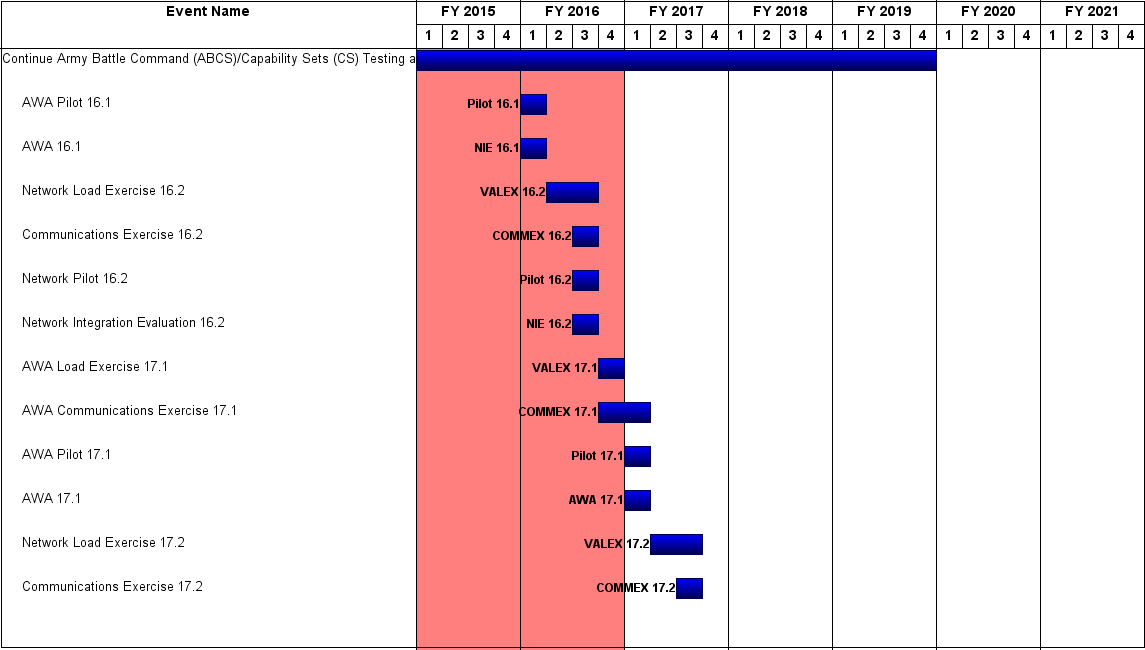 Event Name FY 2015 FY 2016 FY 2017 FY 2018 FY 2019 FY 2020 FY 2021
1 2 3 4 1 2 3 4 1 2 3 4 1 2 3 4 1 2 3 4 1 2 3 4 1 2 3 4
Continue Army Battle Command (ABCS)/Capability Sets (CS) Testing a
AWA Pilot 16.1 Pilot 16.1
AWA 16.1 NIE 16.1
Network Load Exercise 16.2 VALEX 16.2
Communications Exercise 16.2 COMMEX 16.2
Network Pilot 16.2 Pilot 16.2
Network Integration Evaluation 16.2 NIE 16.2
AWA Load Exercise 17.1 VALEX 17.1
AWA Communications Exercise 17.1 COMMEX 17.1
AWA Pilot 17.1 Pilot 17.1
AWA 17.1 AWA 17.1
Network Load Exercise 17.2 VALEX 17.2
Communications Exercise 17.2 COMMEX 17.2